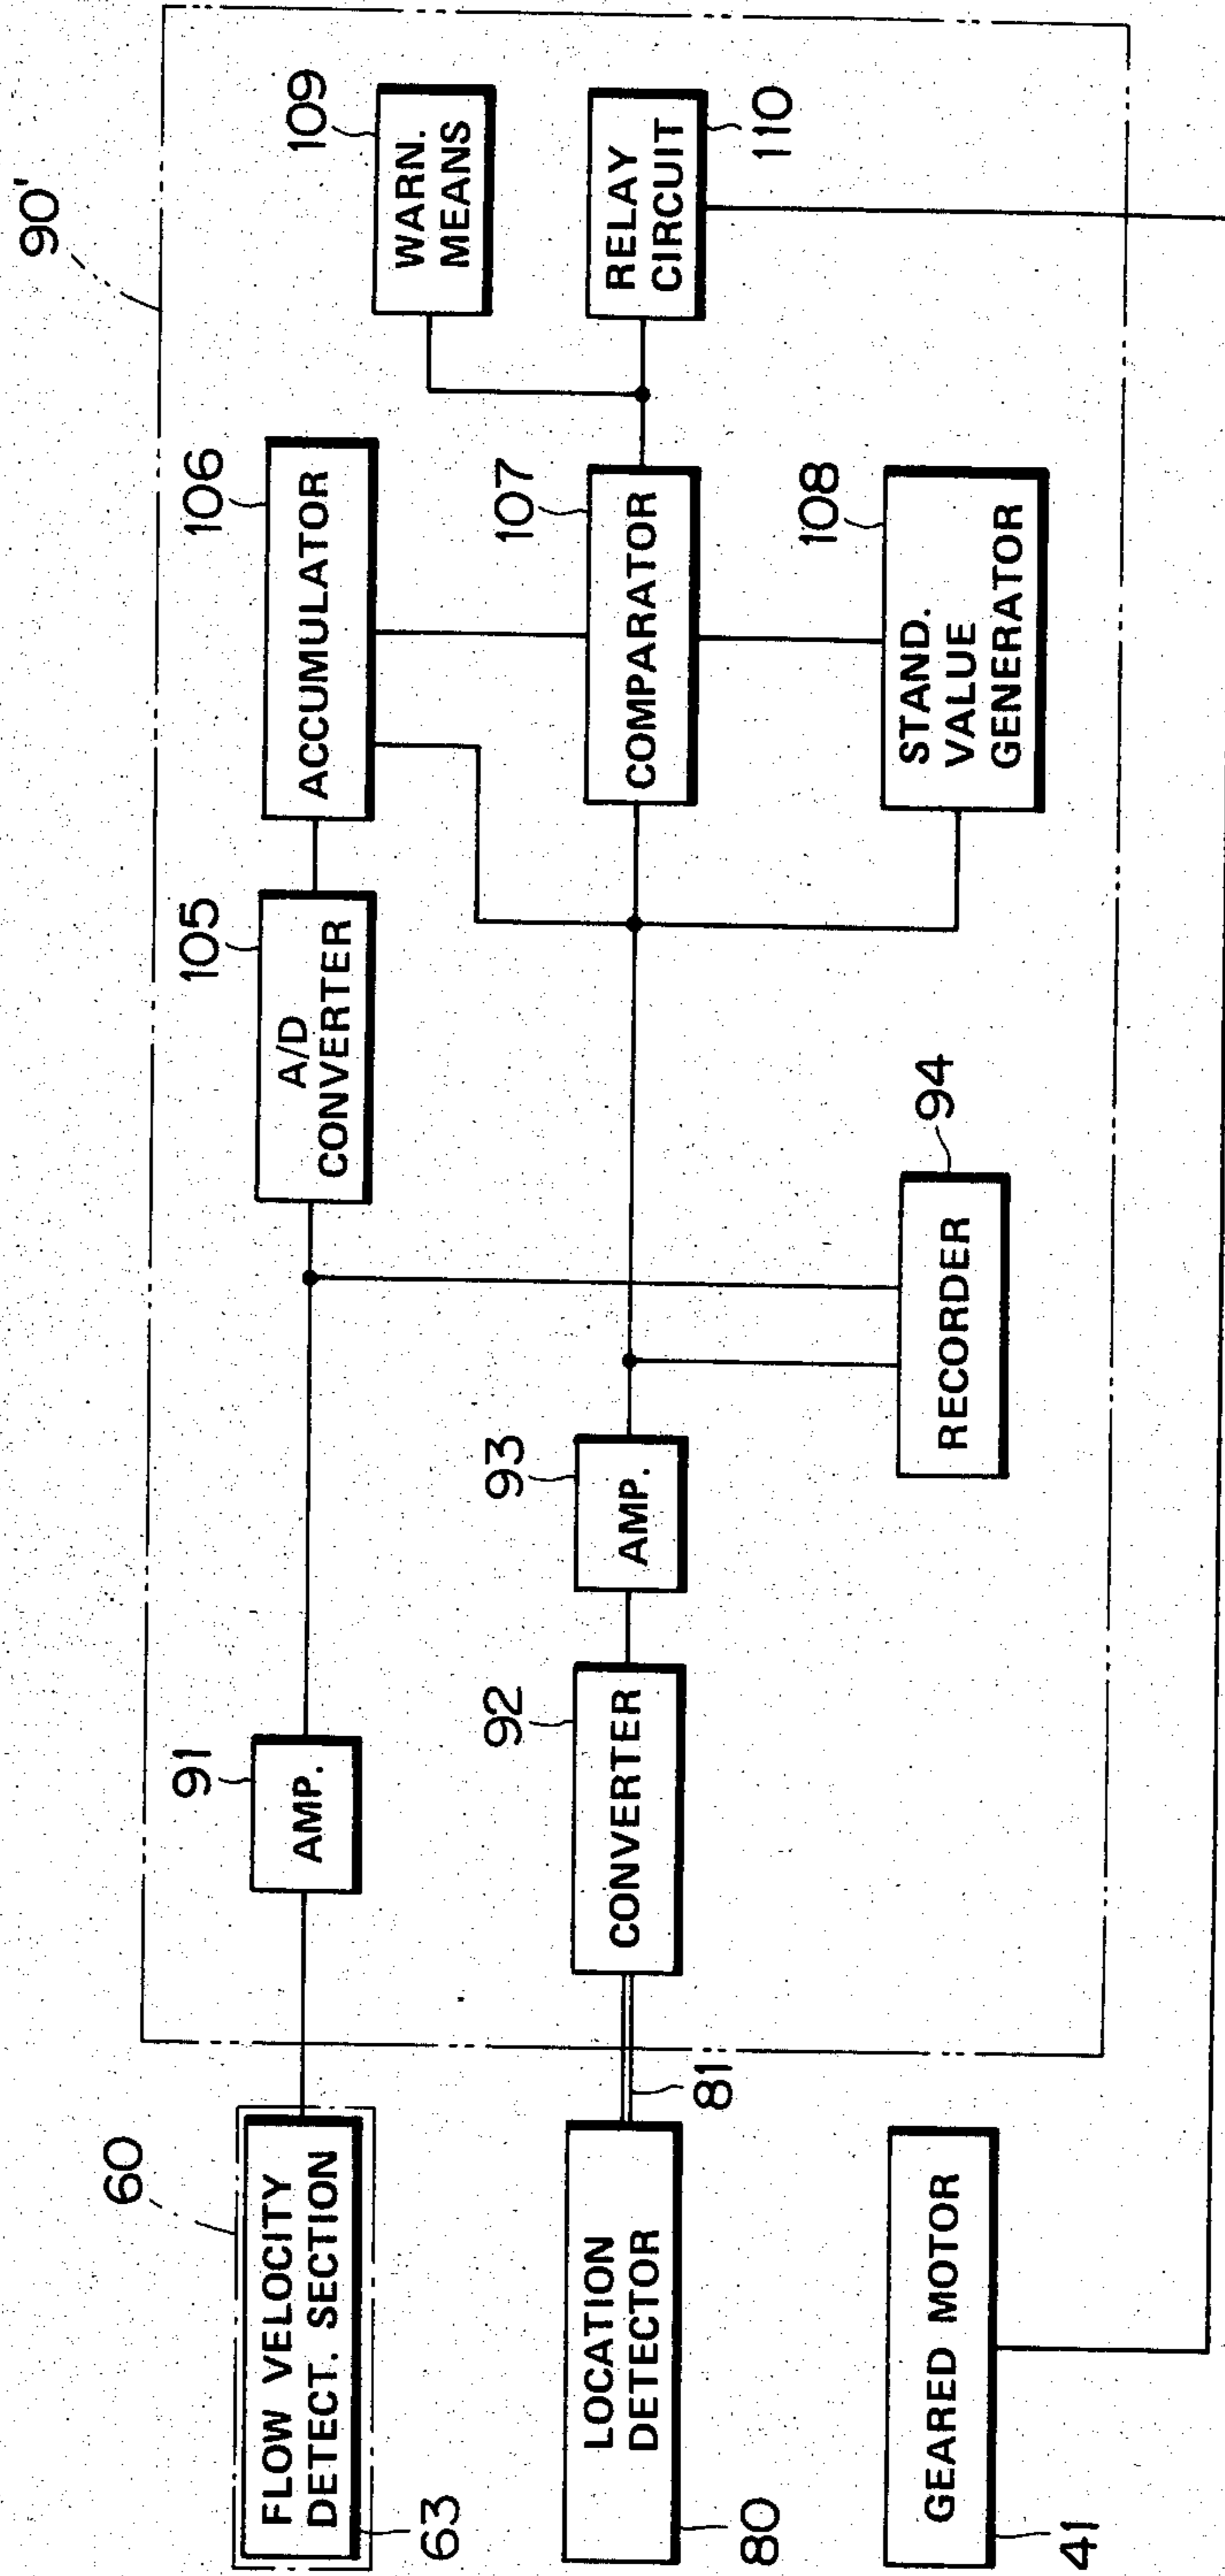 90'
60
FLOW VELOCITY
DETECT. SECTION
63
91
AMP.
105
A/D
CONVERTER
106
ACCUMULATOR
109
WARN.
MEANS
LOCATION
DETECTOR
80
81
92
CONVERTER
93
AMP.
107
COMPARATOR
RELAY
CIRCUIT
110
GEARED MOTOR
41
94
RECORDER
108
STAND.
VALUE
GENERATOR